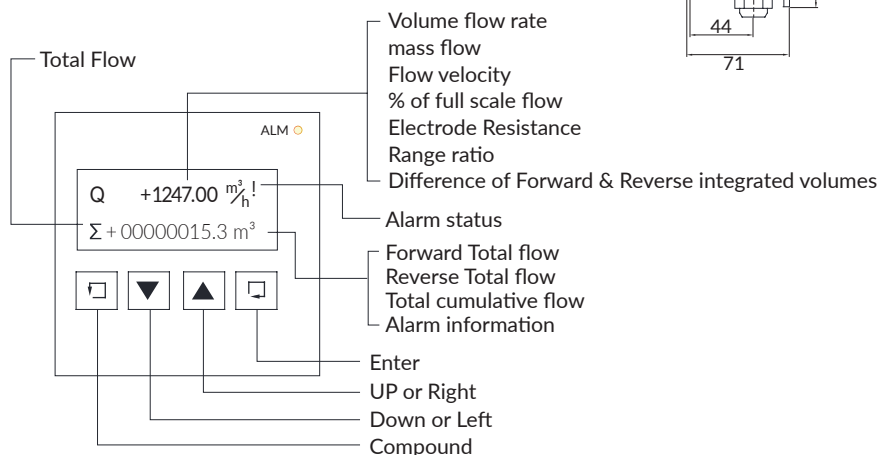 Volume flow rate
mass flow
Flow velocity
% of full scale flow
Electrode Resistance
Range ratio
Difference of Forward & Reverse integrated volumes
44
71
Total Flow
ALM
Q +1247.00 m³/h !
Σ + 00000015.3 m³
Alarm status
Forward Total flow
Reverse Total flow
Total cumulative flow
Alarm information
Enter
UP or Right
Down or Left
Compound